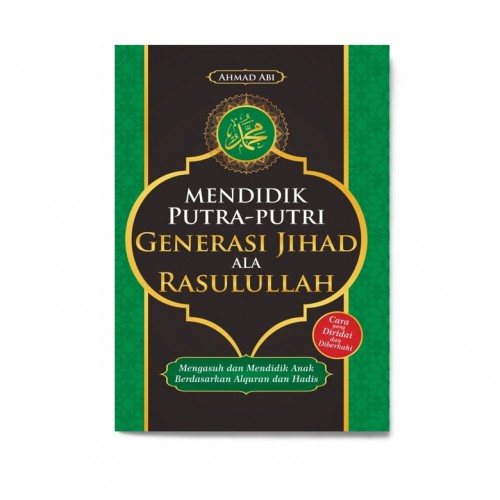 AHMAD ABI
محمد
MENDIDIK
PUTRA-PUTRI
GENERASI JIHAD
ALA
RASULULLAH
Cara
yang
Diridai
dan
Diberkahi
Mengasuh dan Mendidik Anak
Berdasarkan Alquran dan Hadis